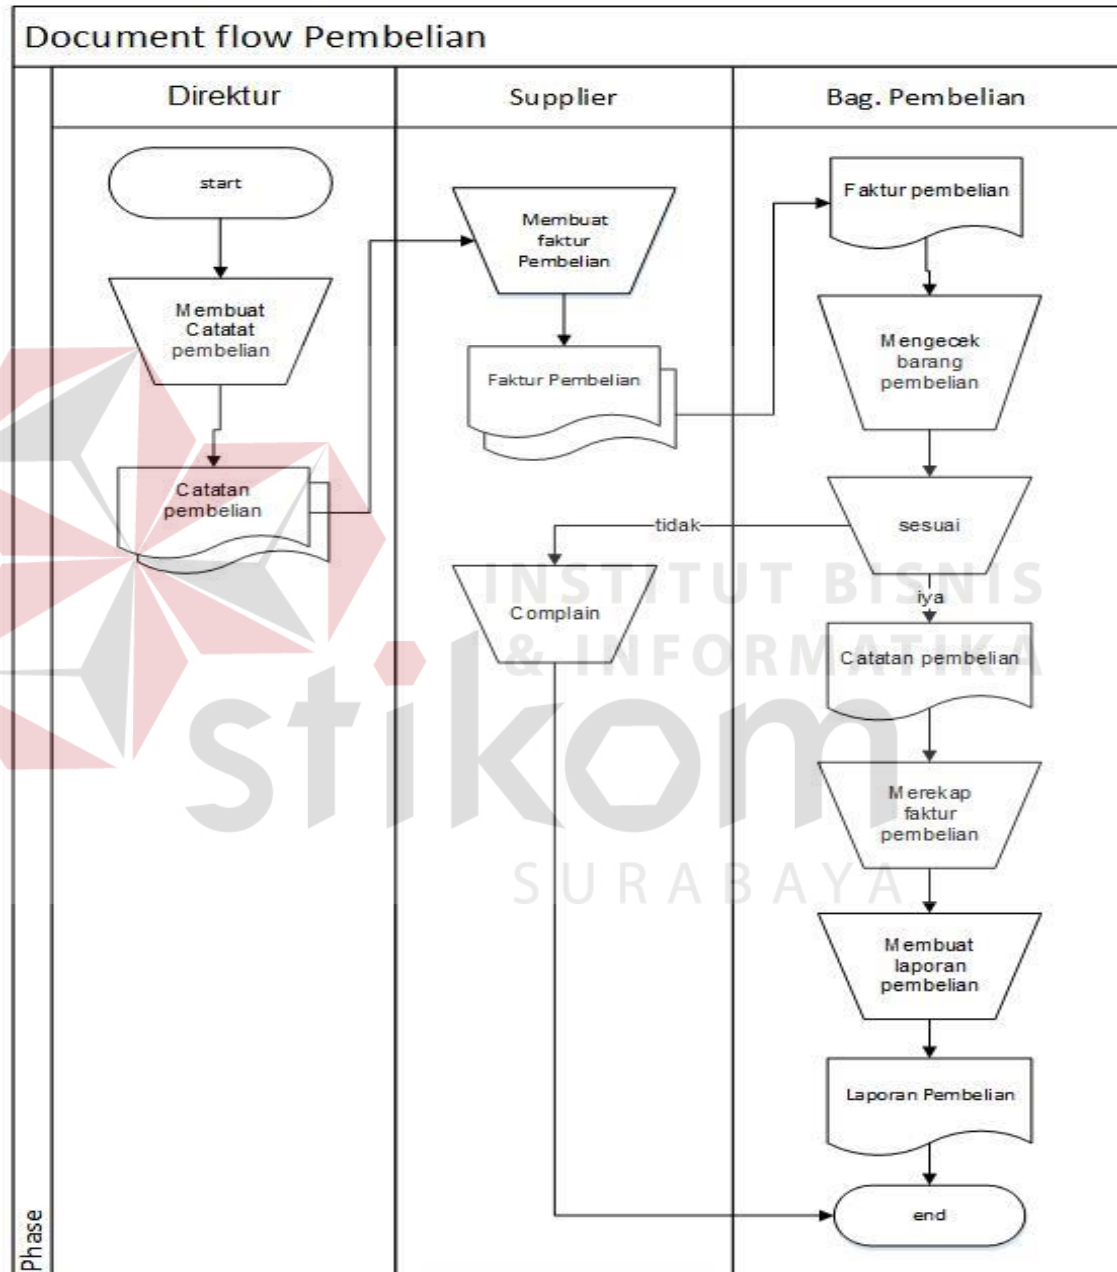 Document flow Pembelian
Direktur
Supplier
Bag. Pembelian
start
Membuat
Catatat
pembelian
Catatan
pembelian
Membuat
faktur
Pembelian
Faktur Pembelian
Complain
Faktur pembelian
Mengecek
barang
pembelian
sesuai
tidak
iya
Catatan pembelian
Merekap
faktur
pembelian
Membuat
laporan
pembelian
Laporan Pembelian
end
Phase
INSTITUT BISNIS
& INFORMATIKA
stikom
SURABAYA